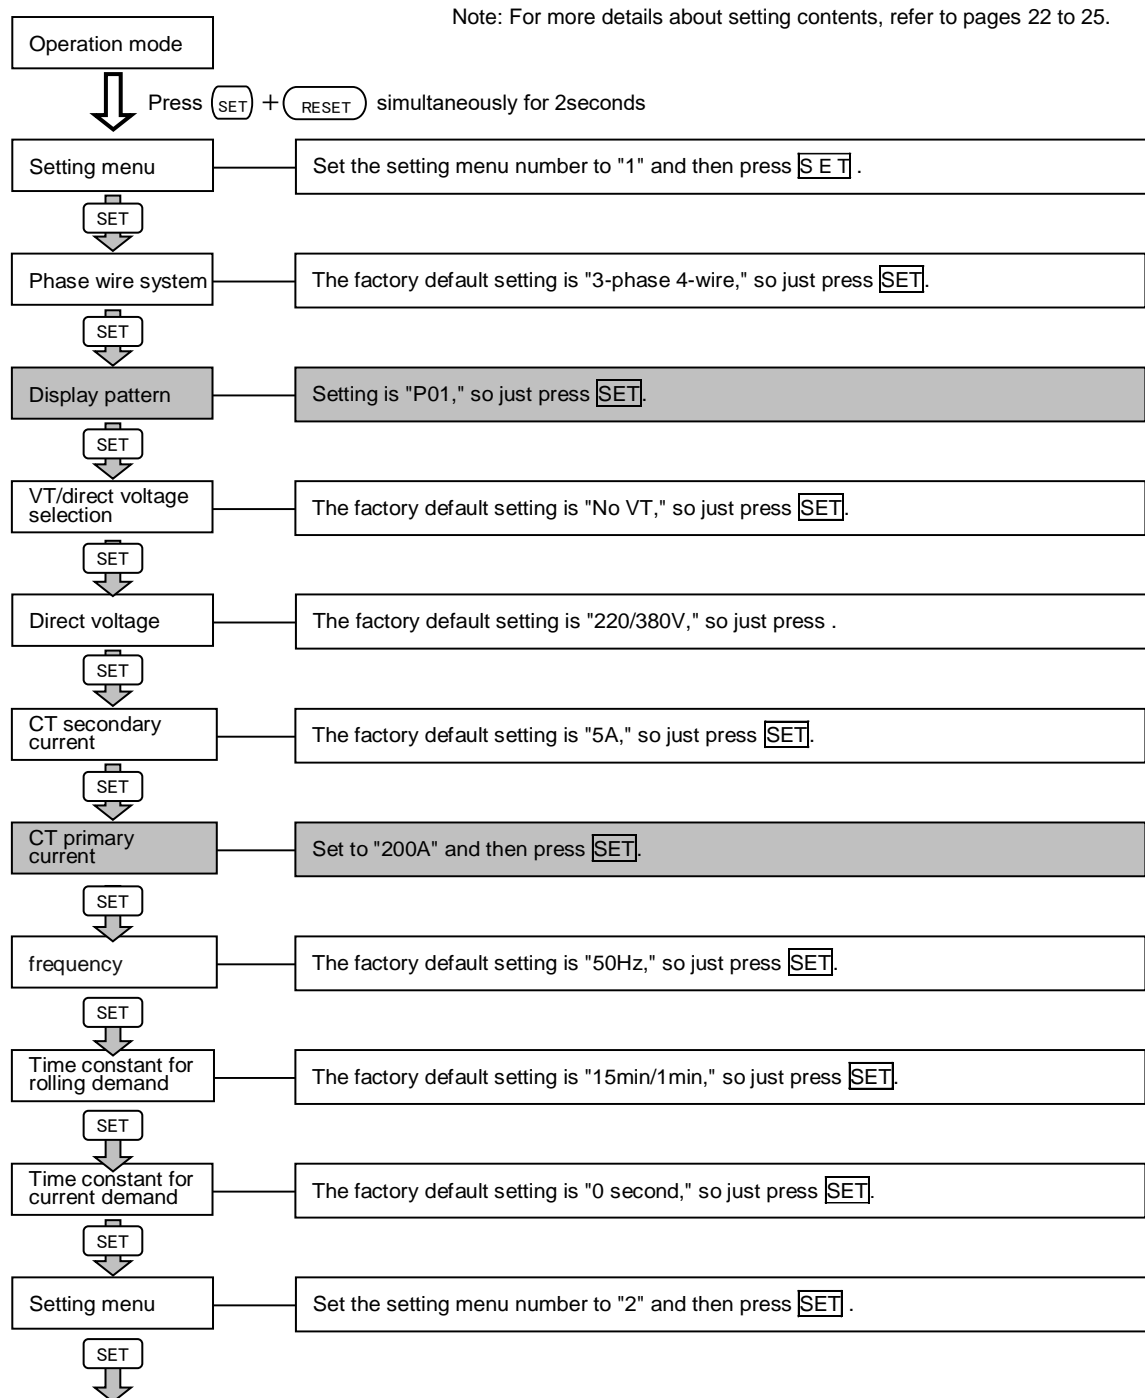 Note: For more details about setting contents, refer to pages 22 to 25.
Operation mode
Press SET + RESET simultaneously for 2seconds
Setting menu
Set the setting menu number to "1" and then press S E T .
SET
Phase wire system
The factory default setting is "3-phase 4-wire," so just press SET.
SET
Display pattern
Setting is "P01," so just press SET.
SET
VT/direct voltage
selection
The factory default setting is "No VT," so just press SET.
SET
Direct voltage
The factory default setting is "220/380V," so just press .
SET
CT secondary
current
The factory default setting is "5A," so just press SET.
SET
CT primary
current
Set to "200A" and then press SET.
SET
frequency
The factory default setting is "50Hz," so just press SET.
SET
Time constant for
rolling demand
The factory default setting is "15min/1min," so just press SET.
SET
Time constant for
current demand
The factory default setting is "0 second," so just press SET.
SET
Setting menu
Set the setting menu number to "2" and then press SET .
SET